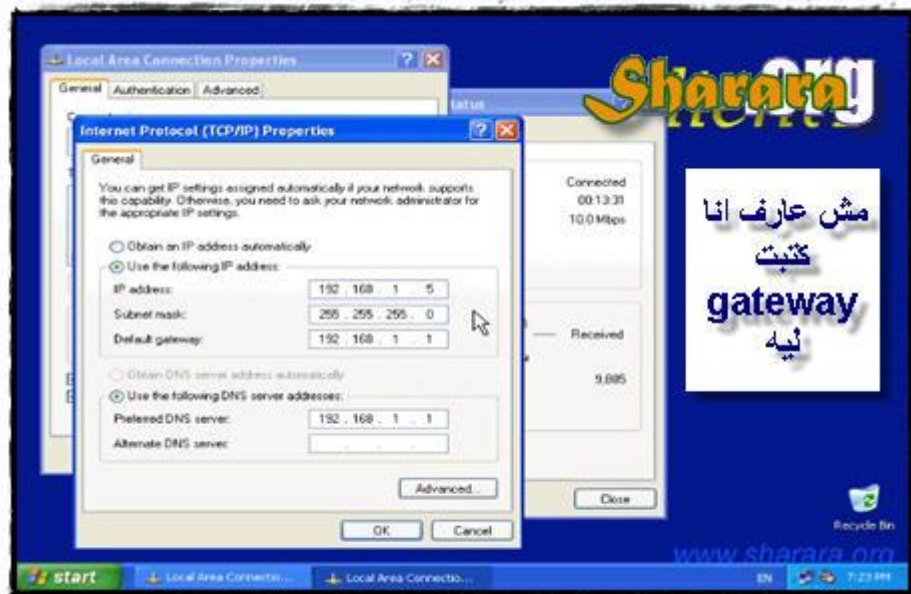 Local Area Connection Properties
General Authentication Advanced
Internet Protocol (TCP/IP) Properties
General
You can get IP settings assigned automatically if your network supports
this capability. Otherwise, you need to ask your network administrator for
the appropriate IP settings.
Obtain an IP address automatically
Use the following IP address:
IP address: 192 . 168 . 1 . 5
Subnet mask: 255 . 255 . 255 . 0
Default gateway: 192 . 168 . 1 . 1
Obtain DNS server address automatically
Use the following DNS server addresses:
Preferred DNS server: 192 . 168 . 1 . 1
Alternate DNS server:
Advanced...
OK Cancel
Connected
00:13:31
10.0 Mbps
Received
Close
Sharara.org
مش عارف انا
كتبت
gateway
ليه
Recycle Bin
www.sharara.org
start Local Area Connectio... Local Area Connectio... EN 7:23 PM